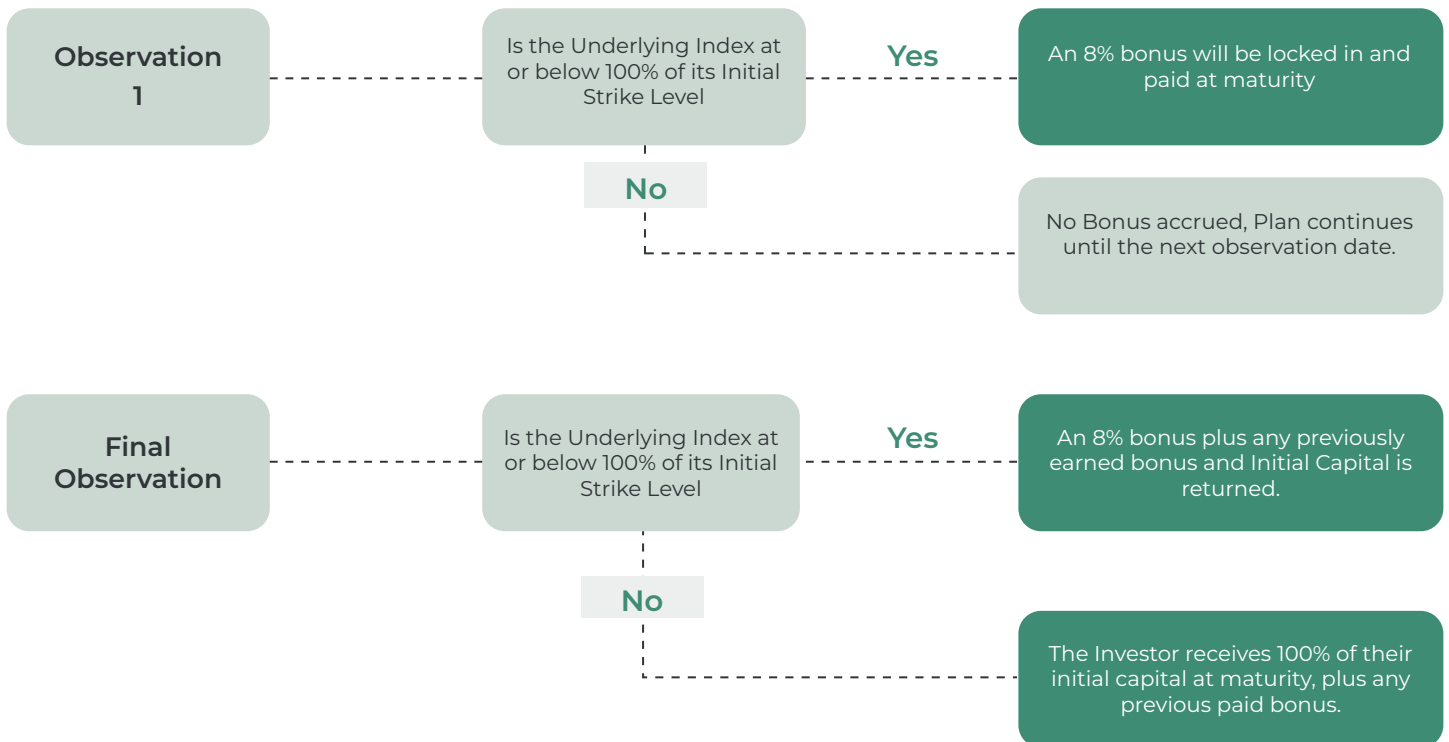 Observation
1
Is the Underlying Index at
or below 100% of its Initial
Strike Level
Yes
An 8% bonus will be locked in and
paid at maturity
No
No Bonus accrued, Plan continues
until the next observation date.
Final
Observation
Is the Underlying Index at
or below 100% of its Initial
Strike Level
Yes
An 8% bonus plus any previously
earned bonus and Initial Capital is
returned.
No
The Investor receives 100% of their
initial capital at maturity, plus any
previous paid bonus.